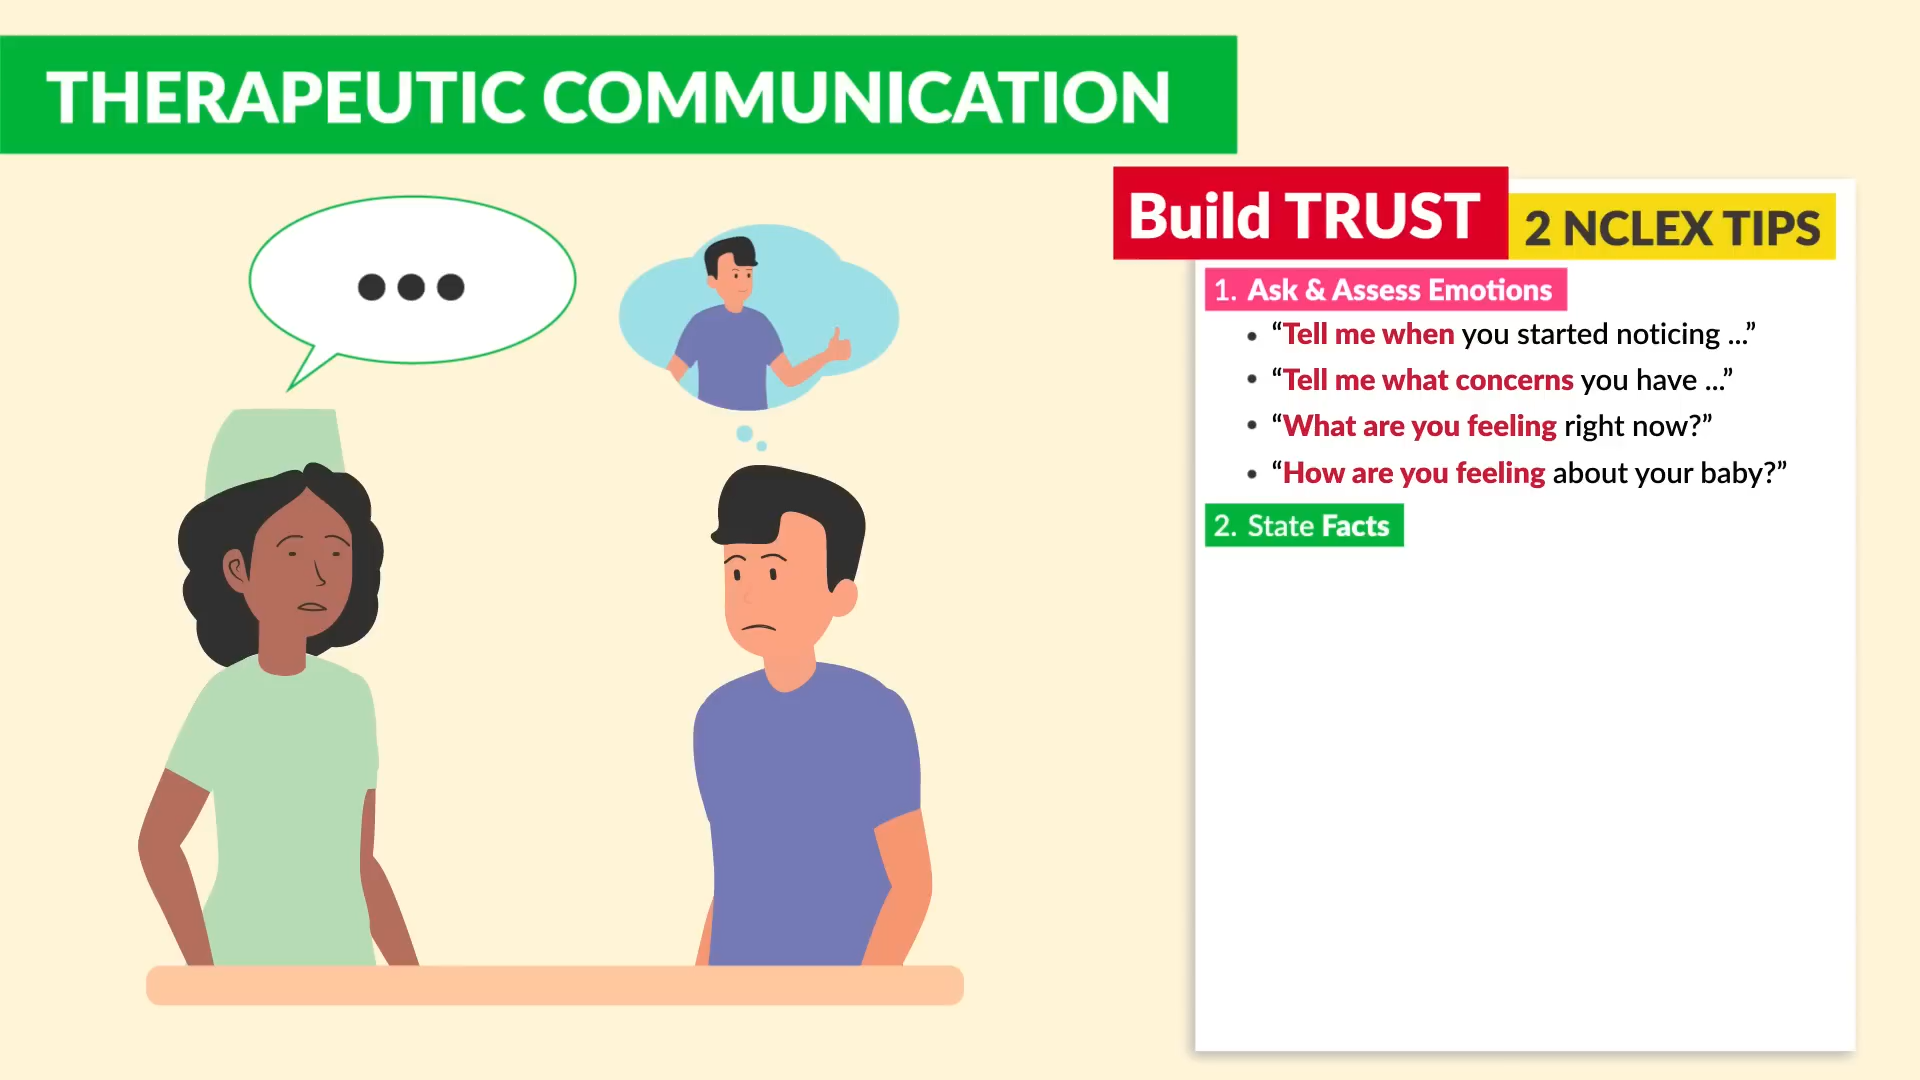 THERAPEUTIC COMMUNICATION
Build TRUST
2 NCLEX TIPS
1. Ask & Assess Emotions
• “Tell me when you started noticing ...”
• “Tell me what concerns you have ...”
• “What are you feeling right now?”
• “How are you feeling about your baby?”
2. State Facts